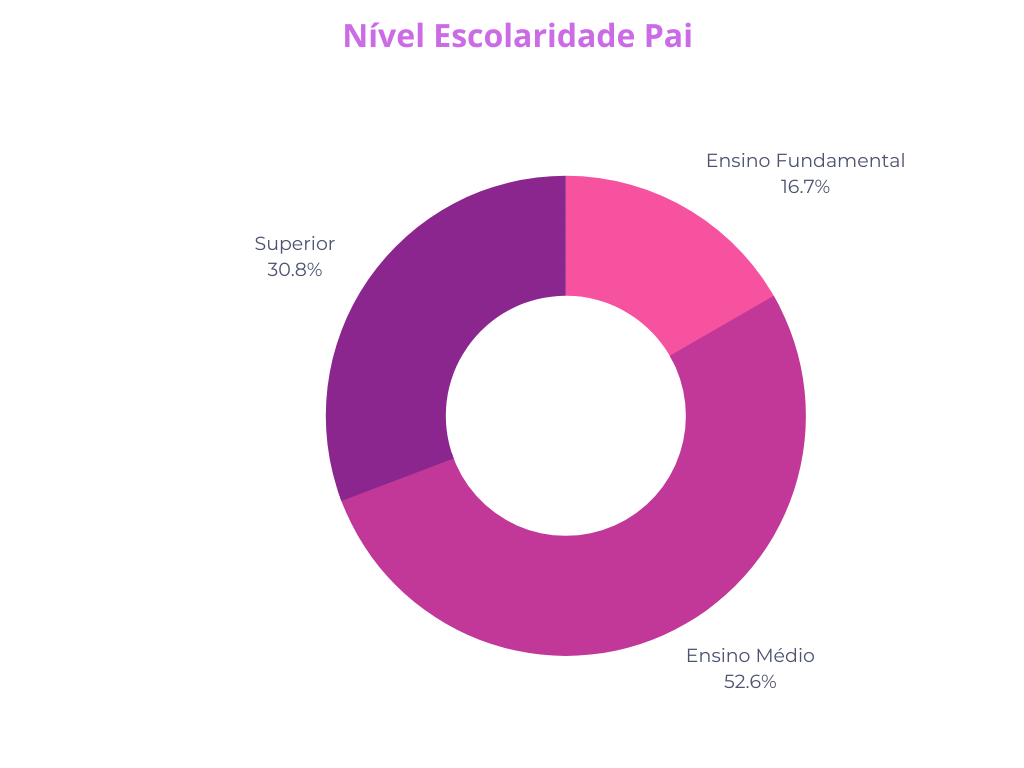 Nível Escolaridade Pai
Ensino Fundamental
16.7%
Superior
30.8%
Ensino Médio
52.6%